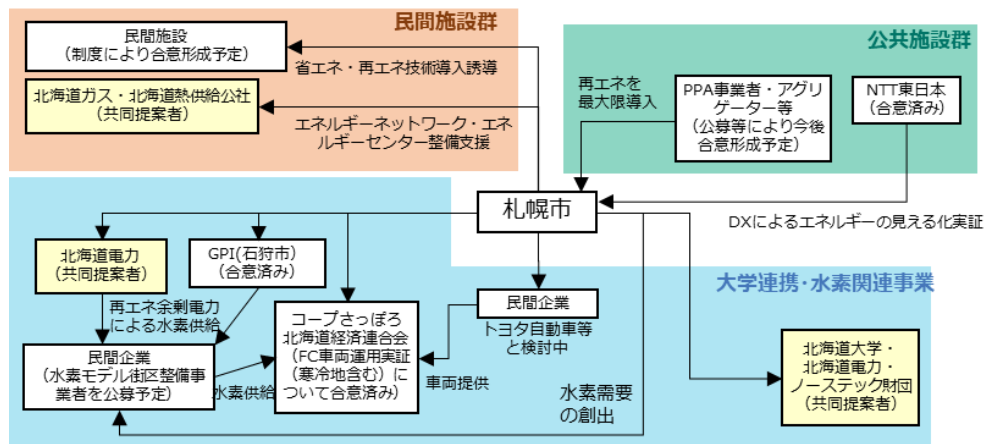 民間施設群
民間施設
（制度により合意形成予定）
省エネ・再エネ技術導入誘導
北海道ガス・北海道熱供給公社
（共同提案者）
エネルギーネットワーク・エネ
ルギーセンター整備支援
公共施設群
再エネを
最大限導入
PPA事業者・アグリ
ゲーター等
（公募等により今後
合意形成予定）
NTT東日本
（合意済み）
札幌市
DXによるエネルギーの見える化実証
大学連携・水素関連事業
北海道電力
（共同提案者）
GPI(石狩市)
（合意済み）
再エネ余剰電力
による水素供給
民間企業
（水素モデル街区整備事
業者を公募予定）
水素供給
コープさっぽろ
北海道経済連合会
（FC車両運用実証
（寒冷地含む）に
ついて合意済み）
民間企業
トヨタ自動車等
と検討中
車両提供
水素需要
の創出
北海道大学・
北海道電力・
ノーステック財団
（共同提案者）